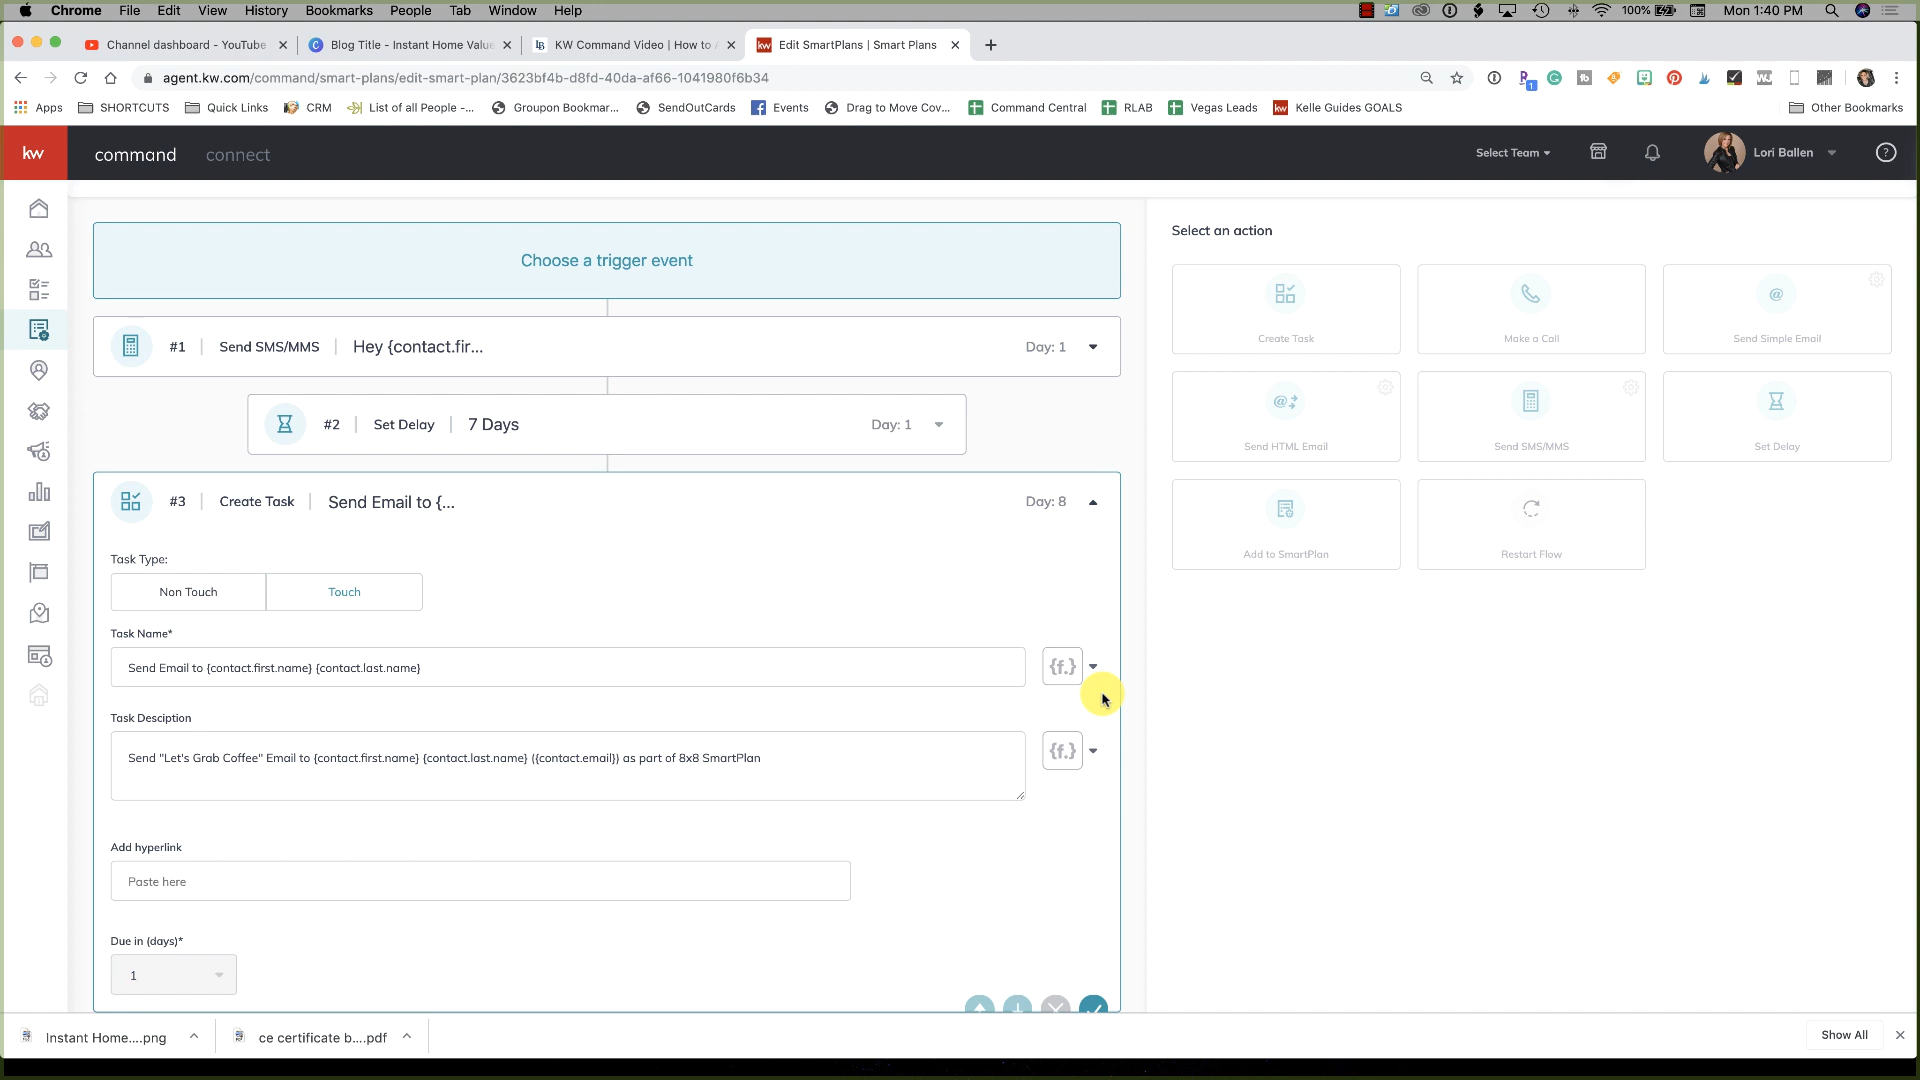 Chrome File Edit View History Bookmarks People Tab Window Help 100% Mon 1:40 PM
Channel dashboard - YouTube Blog Title - Instant Home Value KW Command Video | How to A Edit SmartPlans | Smart Plans
agent.kw.com/command/smart-plans/edit-smart-plan/3623bf4b-d8fd-40da-af66-1041980f6b34
Apps SHORTCUTS Quick Links CRM List of all People -... Groupon Bookmar... SendOutCards Events Drag to Move Cov... Command Central RLAB Vegas Leads Kelle Guides GOALS Other Bookmarks
kw command connect Select Team Lori Ballen
Choose a trigger event
Select an action
#1 Send SMS/MMS Hey {contact.fir... Day: 1
#2 Set Delay 7 Days Day: 1
#3 Create Task Send Email to {... Day: 8
Task Type:
Non Touch Touch
Task Name*
Send Email to {contact.first.name} {contact.last.name} {f.}
Task Desciption
Send "Let's Grab Coffee" Email to {contact.first.name} {contact.last.name} ({contact.email}) as part of 8x8 SmartPlan {f.}
Add hyperlink
Paste here
Due in (days)*
1
Create Task Make a Call Send Simple Email
Send HTML Email Send SMS/MMS Set Delay
Add to SmartPlan Restart Flow
Instant Home....png ce certificate b....pdf Show All